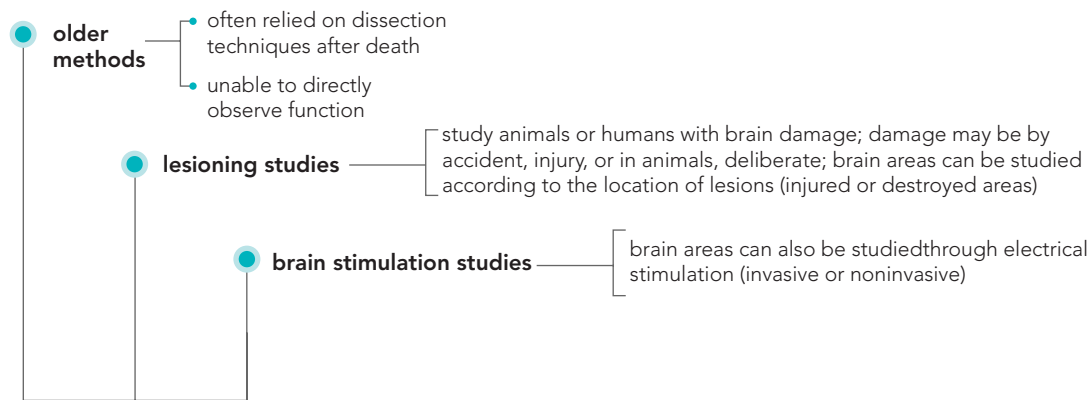 older
methods
often relied on dissection
techniques after death
unable to directly
observe function
lesioning studies
study animals or humans with brain damage; damage may be by
accident, injury, or in animals, deliberate; brain areas can be studied
according to the location of lesions (injured or destroyed areas)
brain stimulation studies
brain areas can also be studiedthrough electrical
stimulation (invasive or noninvasive)